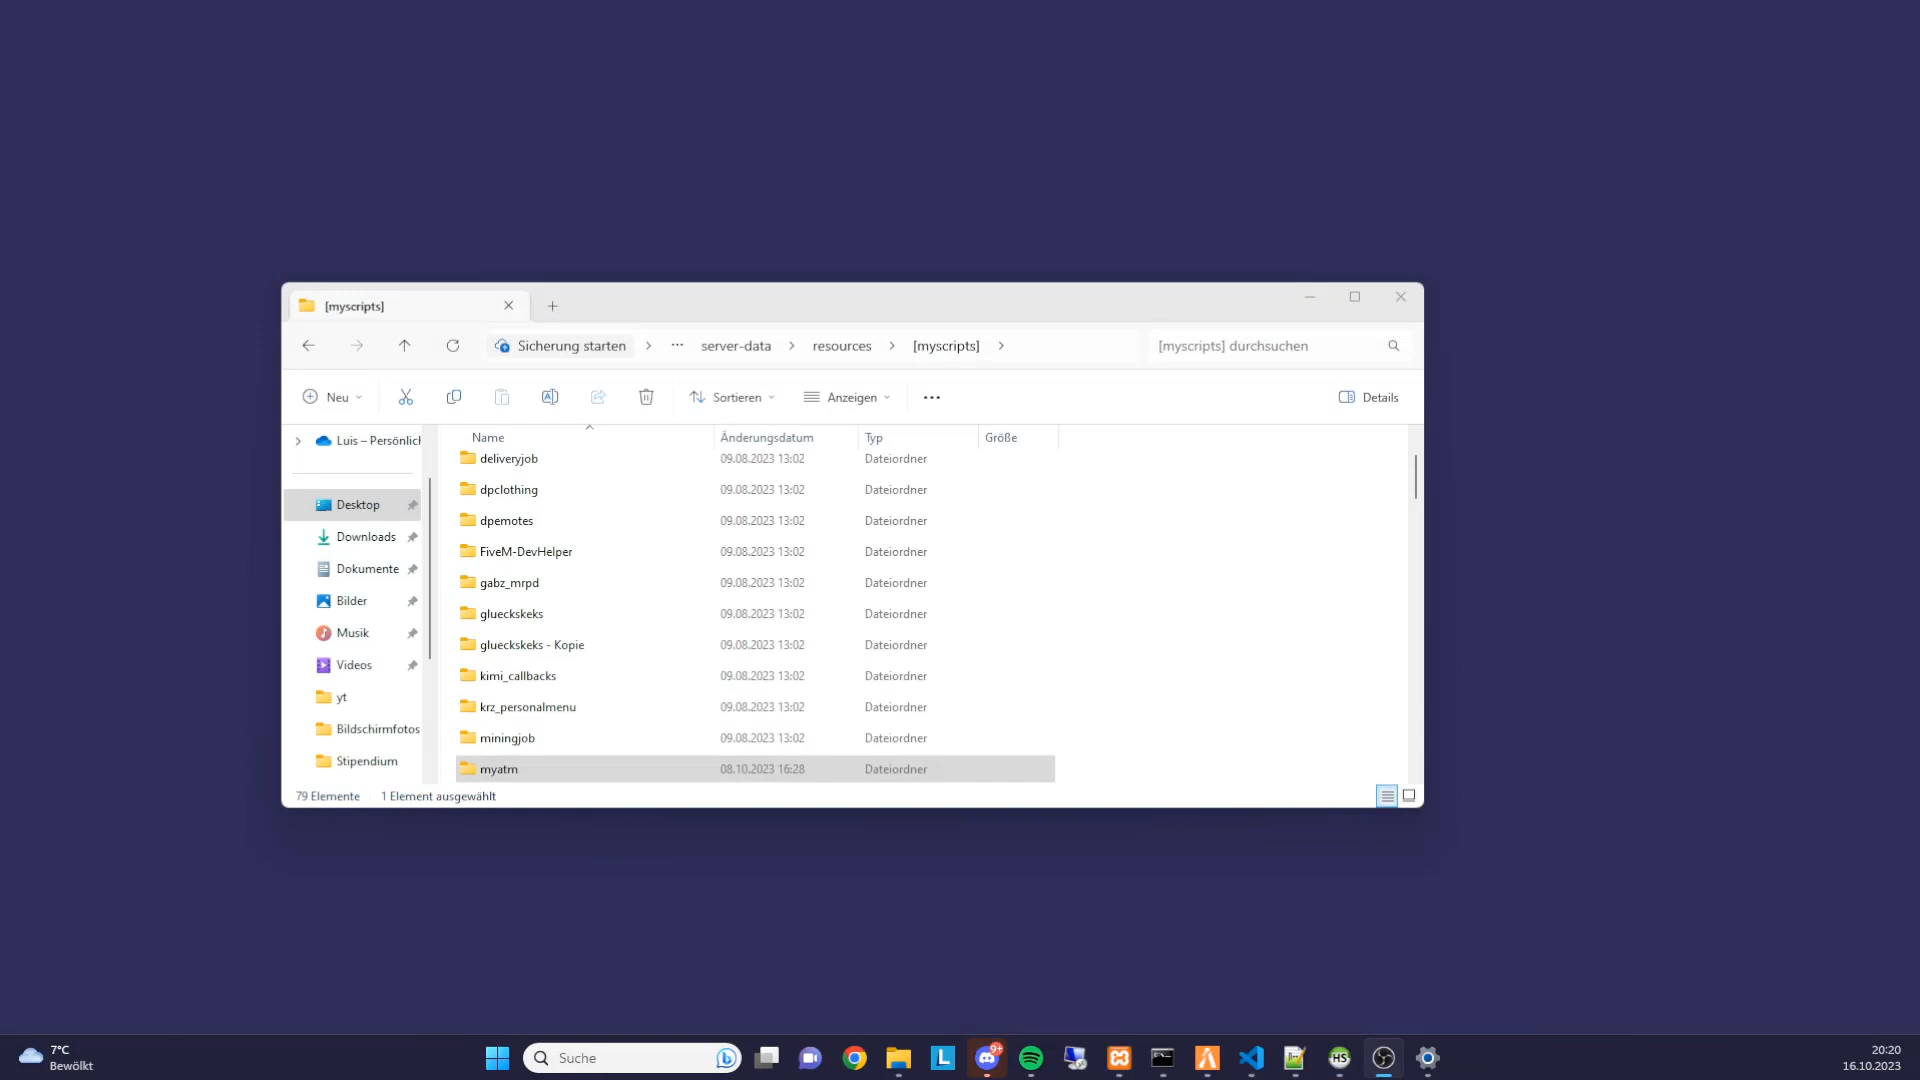 [myscripts]
Sicherung starten > ... server-data > resources > [myscripts] >
[myscripts] durchsuchen
Neu
Sortieren
Anzeigen
Details
Luis – Persönlich
Desktop
Downloads
Dokumente
Bilder
Musik
Videos
yt
Bildschirmfotos
Stipendium
Name Änderungsdatum Typ Größe
deliveryjob 09.08.2023 13:02 Dateiordner
dpclothing 09.08.2023 13:02 Dateiordner
dpemotes 09.08.2023 13:02 Dateiordner
FiveM-DevHelper 09.08.2023 13:02 Dateiordner
gabz_mrpd 09.08.2023 13:02 Dateiordner
glueckskeks 09.08.2023 13:02 Dateiordner
glueckskeks - Kopie 09.08.2023 13:02 Dateiordner
kimi_callbacks 09.08.2023 13:02 Dateiordner
krz_personalmenu 09.08.2023 13:02 Dateiordner
miningjob 09.08.2023 13:02 Dateiordner
myatm 08.10.2023 16:28 Dateiordner
79 Elemente 1 Element ausgewählt
7°C
Bewölkt
Suche
L
9+
HS
20:20
16.10.2023